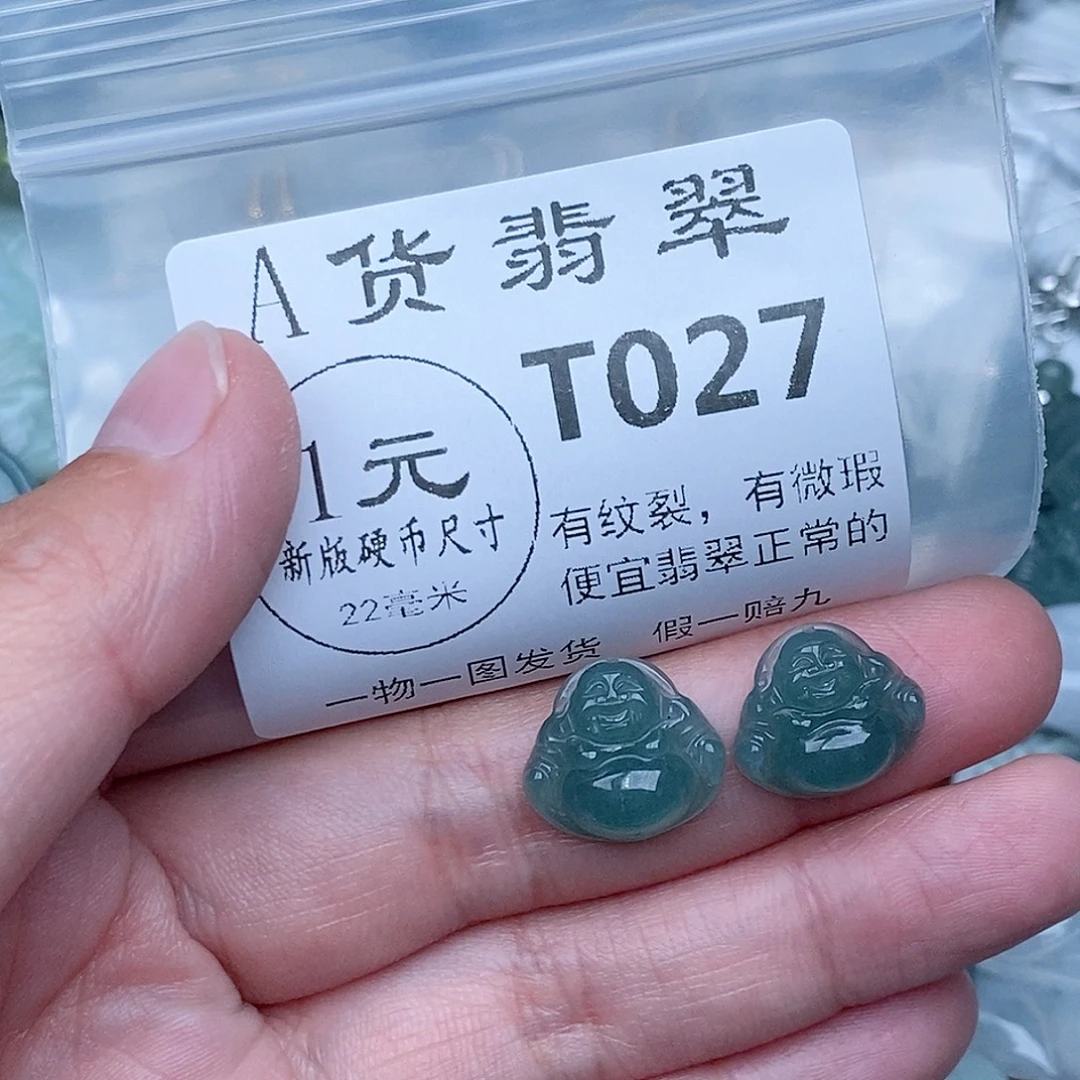 A货翡翠
T027
1元
新版硬币尺寸
22毫米
有纹裂，有微瑕
便宜翡翠正常的
一物一图发货 假一赔九